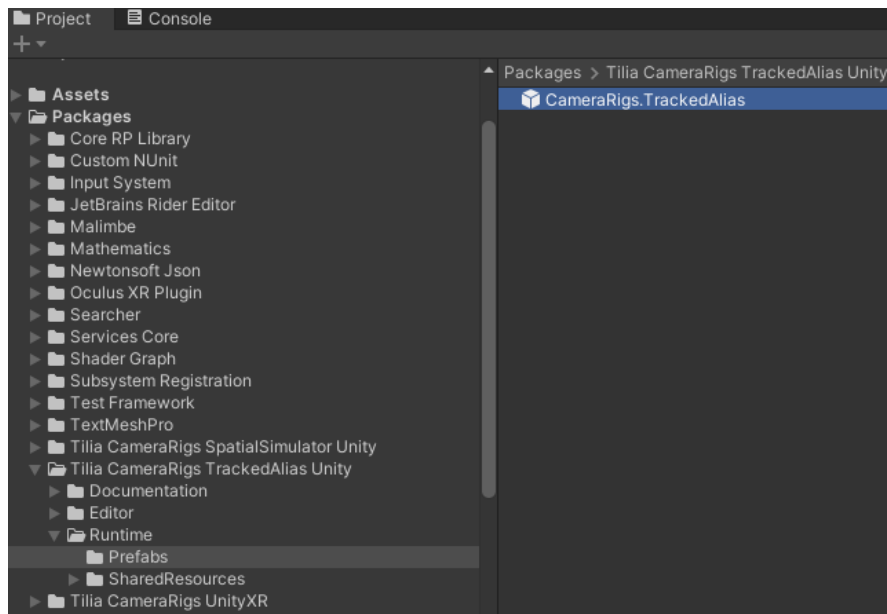 Project Console
Packages > Tilia CameraRigs TrackedAlias Unity
CameraRigs.TrackedAlias
Assets
Packages
Core RP Library
Custom NUnit
Input System
JetBrains Rider Editor
Malimbe
Mathematics
Newtonsoft Json
Oculus XR Plugin
Searcher
Services Core
Shader Graph
Subsystem Registration
Test Framework
TextMeshPro
Tilia CameraRigs SpatialSimulator Unity
Tilia CameraRigs TrackedAlias Unity
Documentation
Editor
Runtime
Prefabs
SharedResources
Tilia CameraRigs UnityXR